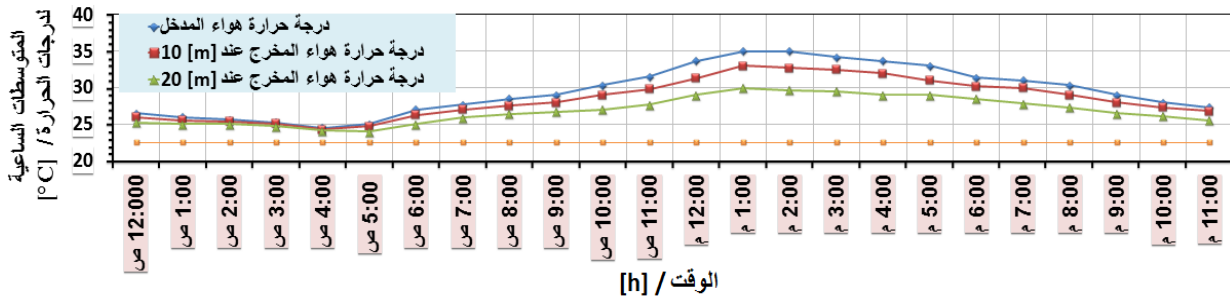 المتوسطات الساعية
لدرجات الحرارة / [°C]
40
35
30
25
20
درجة حرارة هواء المدخل
درجة حرارة هواء المخرج عند [m] 10
درجة حرارة هواء المخرج عند [m] 20
12:000 ص
1:00 ص
2:00 ص
3:00 ص
4:00 ص
5:00 ص
6:00 ص
7:00 ص
8:00 ص
9:00 ص
10:00 ص
11:00 ص
12:00 م
1:00 م
2:00 م
3:00 م
4:00 م
5:00 م
6:00 م
7:00 م
8:00 م
9:00 م
10:00 م
11:00 م
الوقت / [h]